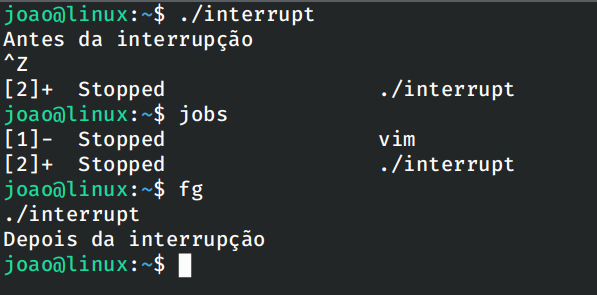 joao@linux:~$ ./interrupt
Antes da interrupção
^Z
[2]+  Stopped                 ./interrupt
joao@linux:~$ jobs
[1]-  Stopped                 vim
[2]+  Stopped                 ./interrupt
joao@linux:~$ fg
./interrupt
Depois da interrupção
joao@linux:~$